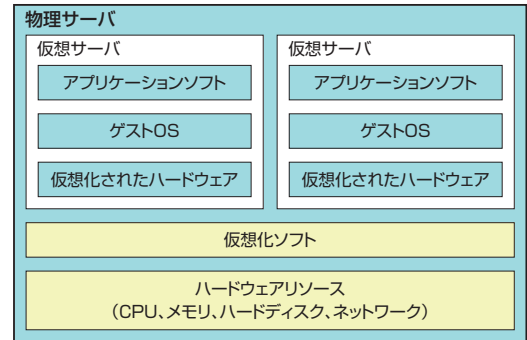 物理サーバ
仮想サーバ
アプリケーションソフト
ゲストOS
仮想化されたハードウェア
仮想サーバ
アプリケーションソフト
ゲストOS
仮想化されたハードウェア
仮想化ソフト
ハードウェアリソース
（CPU、メモリ、ハードディスク、ネットワーク）